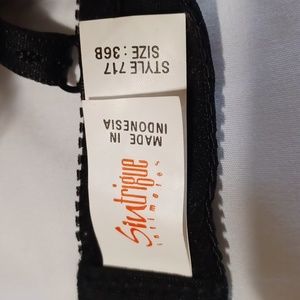 STYLE 717
SIZE : 36B
MADE IN
INDONESIA
Sintrigue
intimates